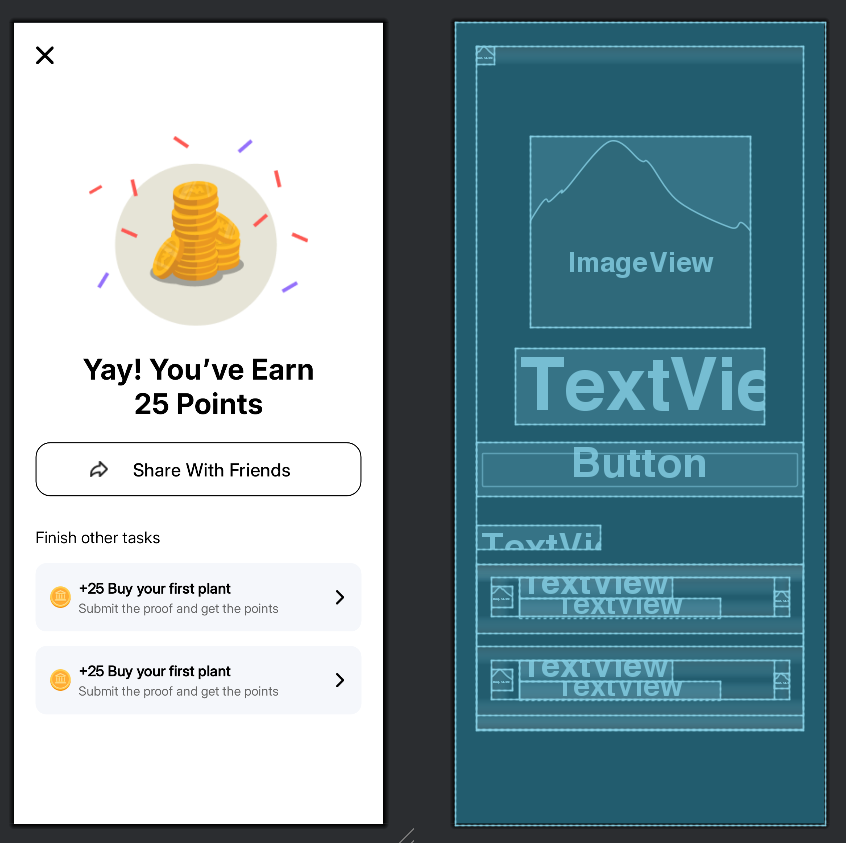 Yay! You’ve Earn
25 Points
Share With Friends
Finish other tasks
+25 Buy your first plant
Submit the proof and get the points
+25 Buy your first plant
Submit the proof and get the points
ImageView
TextVie
Button
TextVie
TextView
TextView
TextView
TextView